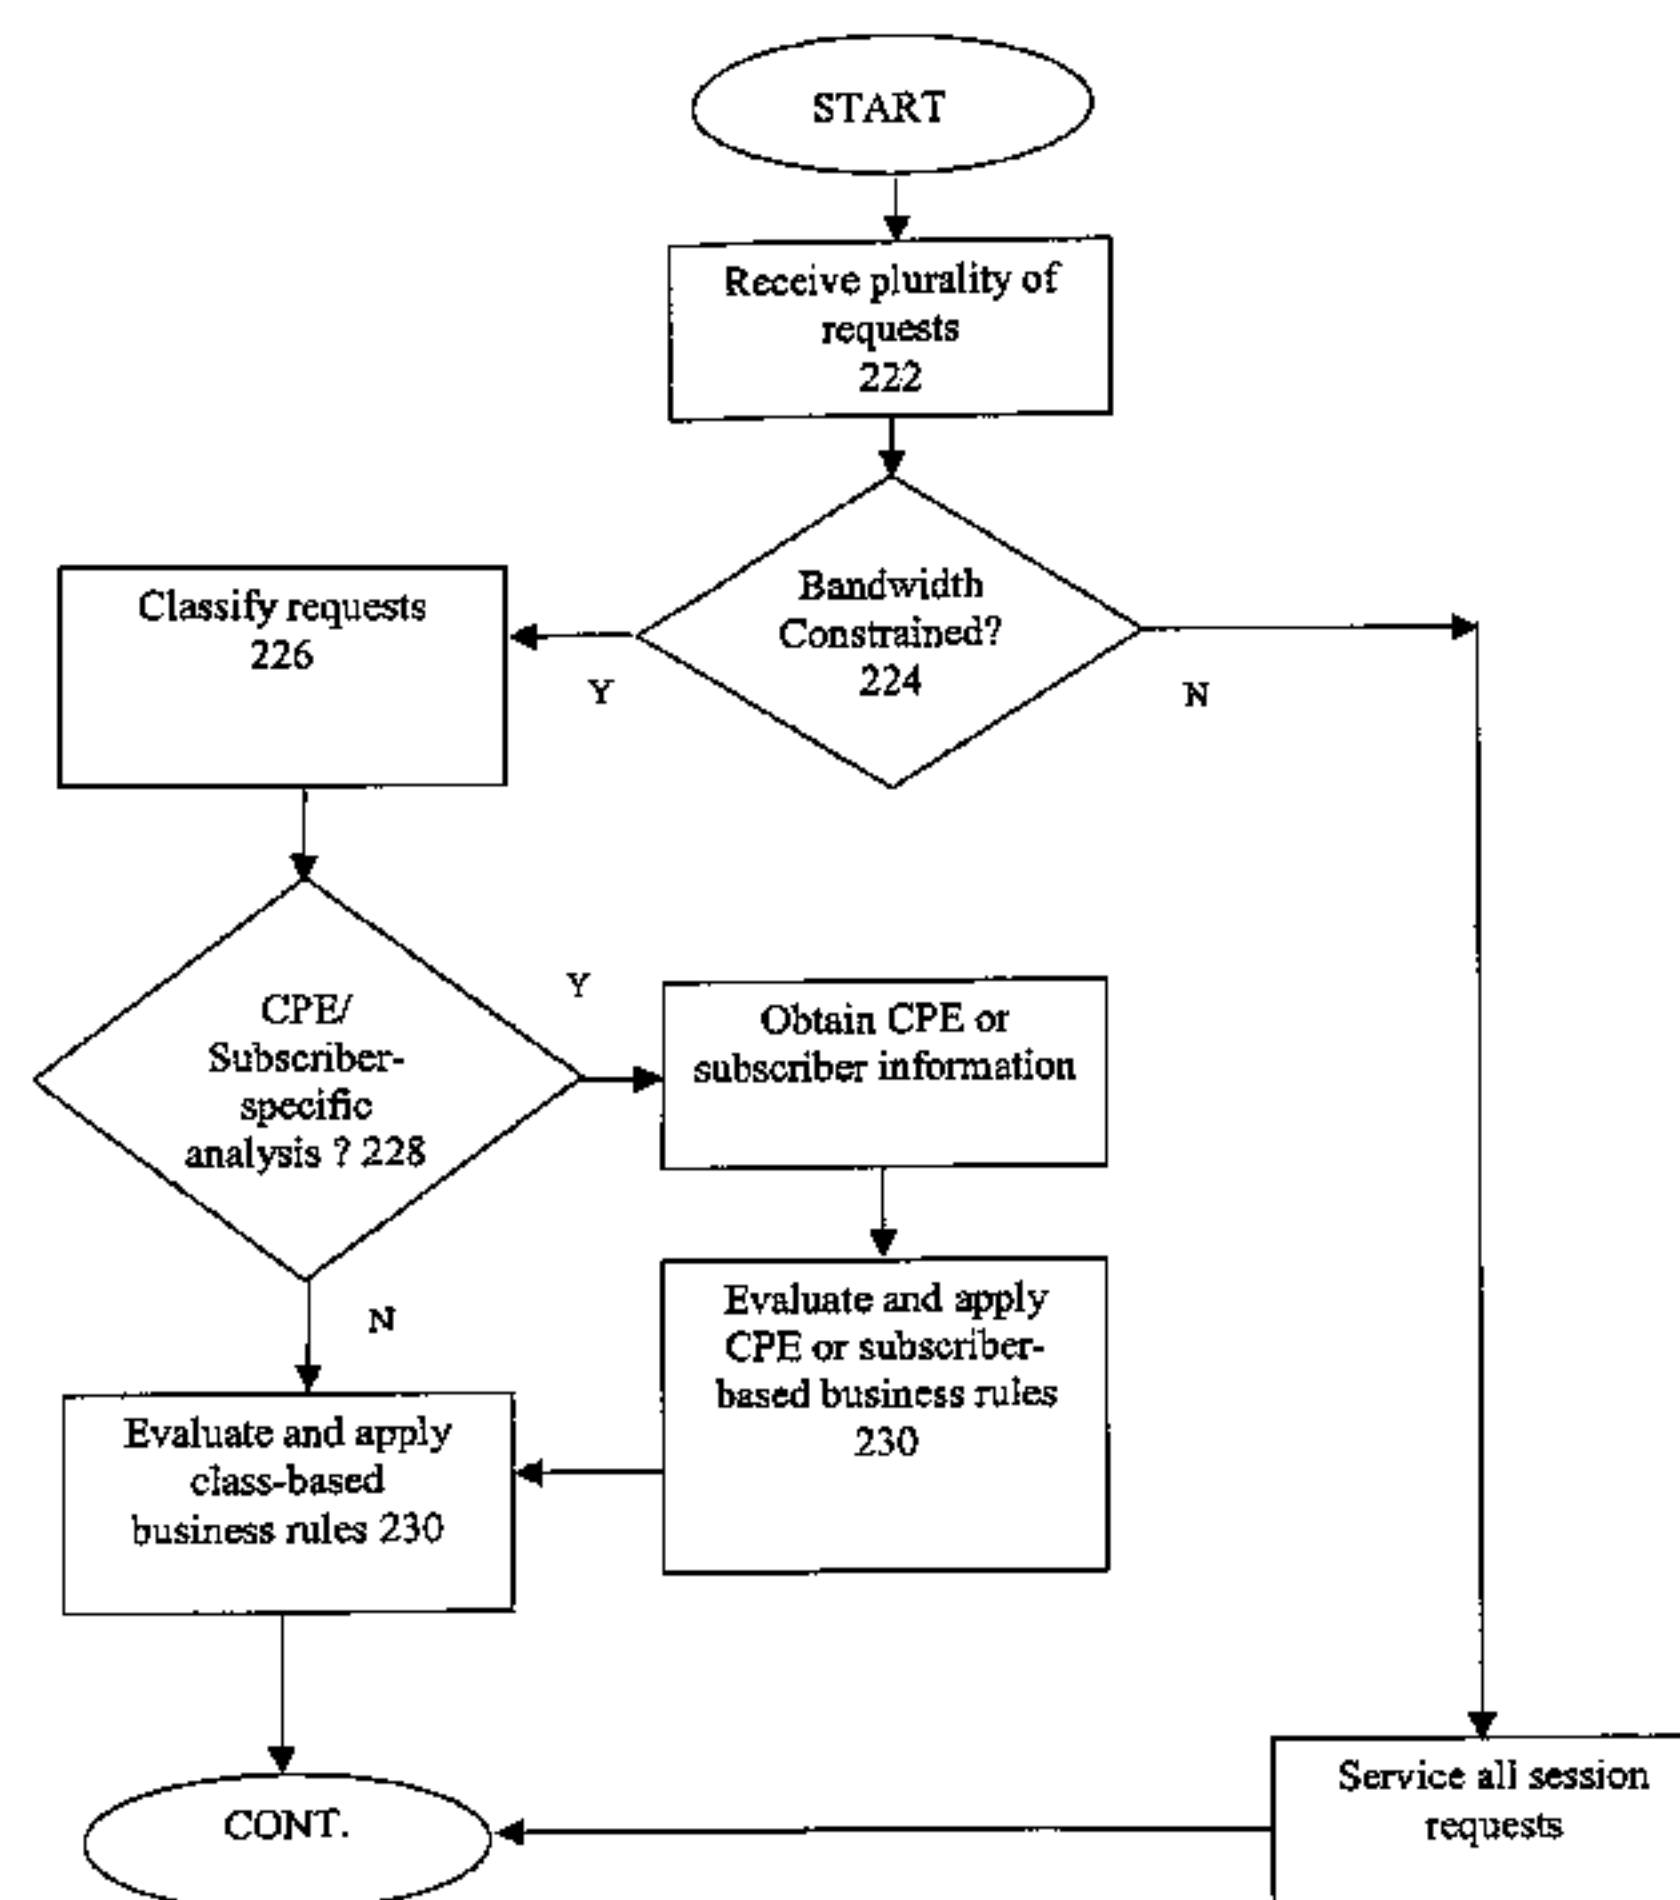 START
Receive plurality of
requests
222
Bandwidth
Constrained?
224
Classify requests
226
Y
N
CPE/
Subscriber-
specific
analysis ? 228
Y
Obtain CPE or
subscriber information
N
Evaluate and apply
CPE or subscriber-
based business rules
230
Evaluate and apply
class-based
business rules 230
Service all session
requests
CONT.